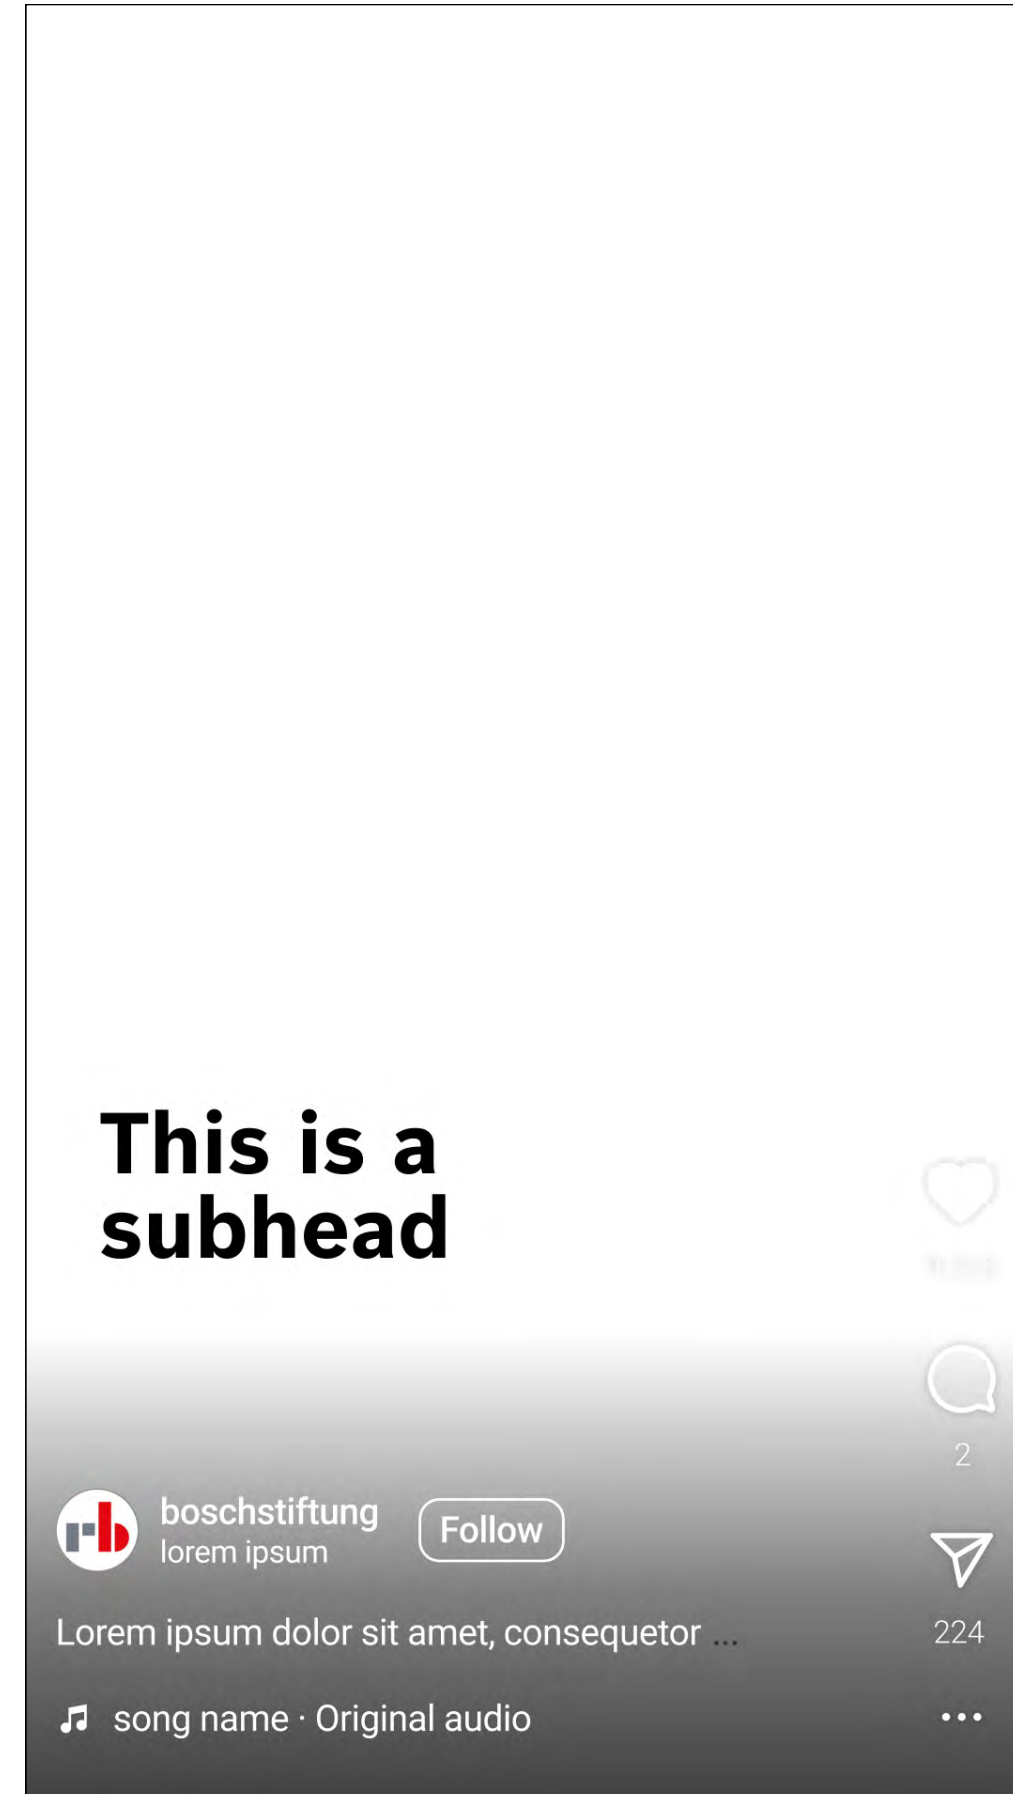 This is a
subhead
2
rb
boschstiftung
lorem ipsum
Follow
Lorem ipsum dolor sit amet, consequetor ...
224
song name · Original audio